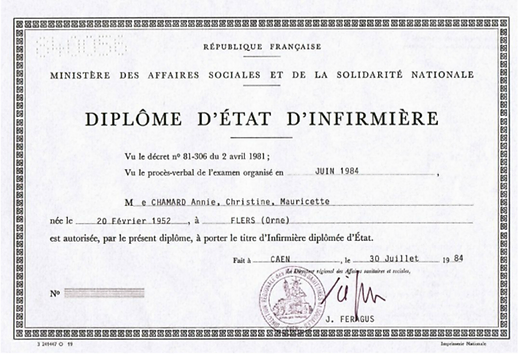 840056
RÉPUBLIQUE FRANÇAISE
MINISTÈRE DES AFFAIRES SOCIALES ET DE LA SOLIDARITÉ NATIONALE
DIPLÔME D'ÉTAT D'INFIRMIÈRE
Vu le décret nº 81-306 du 2 avril 1981 ;
Vu le procès-verbal de l'examen organisé en JUIN 1984 ,
M e CHAMARD Annie, Christine, Mauricette
née le 20 Février 1952 , à FLERS (Orne)
est autorisée, par le présent diplôme, à porter le titre d'Infirmière diplômée d'État.
Fait à CAEN , le 30 Juillet 19 84
Le Directeur régional des Affaires sanitaires et sociales,
Nº
J. FERAGUS
Imprimerie Nationale